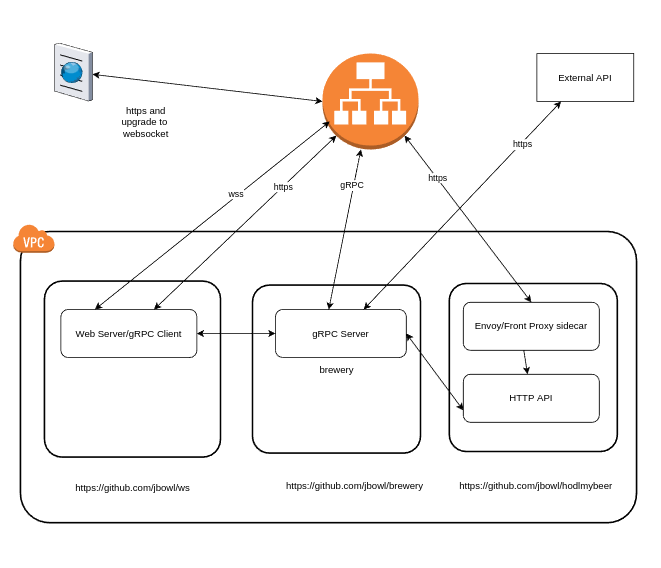 External API
https and
upgrade to
websocket
https
https
gRPC
https
wss
VPC
Web Server/gRPC Client
gRPC Server
Envoy/Front Proxy sidecar
brewery
HTTP API
https://github.com/jbowl/ws
https://github.com/jbowl/brewery
https://github.com/jbowl/hodlmybeer